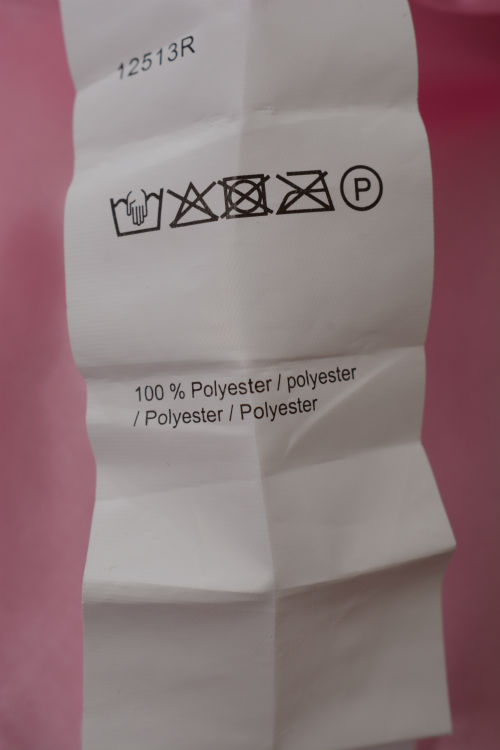 12513R
P
100 % Polyester / polyester
/ Polyester / Polyester